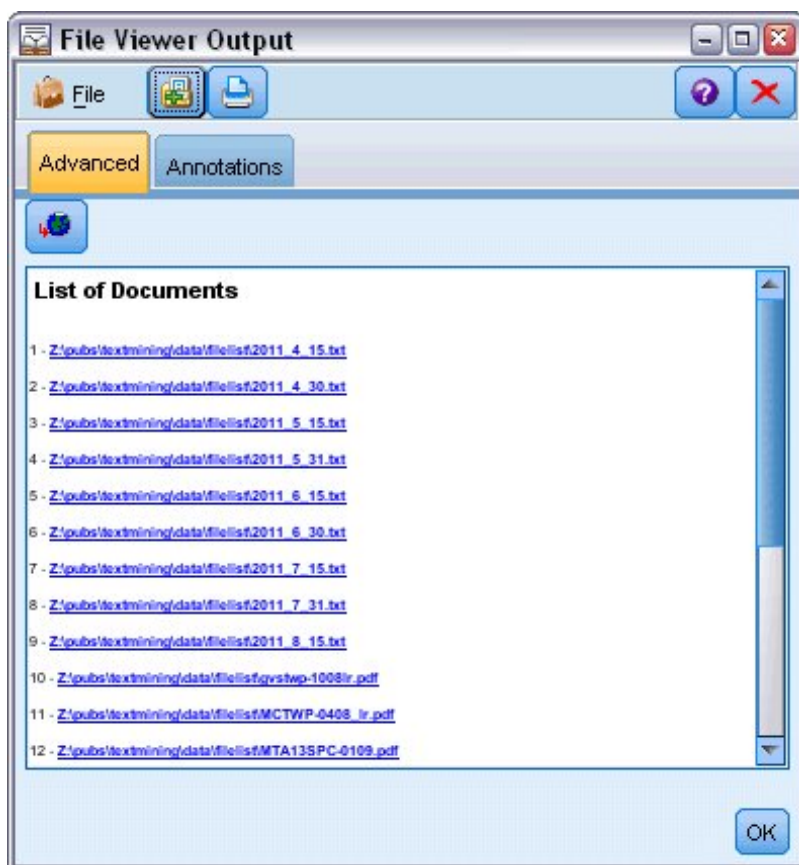 File Viewer Output
File
Advanced Annotations
List of Documents
1 - Z:\pubs\textmining\data\filelist\2011_4_15.txt
2 - Z:\pubs\textmining\data\filelist\2011_4_30.txt
3 - Z:\pubs\textmining\data\filelist\2011_5_15.txt
4 - Z:\pubs\textmining\data\filelist\2011_5_31.txt
5 - Z:\pubs\textmining\data\filelist\2011_6_15.txt
6 - Z:\pubs\textmining\data\filelist\2011_6_30.txt
7 - Z:\pubs\textmining\data\filelist\2011_7_15.txt
8 - Z:\pubs\textmining\data\filelist\2011_7_31.txt
9 - Z:\pubs\textmining\data\filelist\2011_8_15.txt
10 - Z:\pubs\textmining\data\filelist\gvstwp-1008lr.pdf
11 - Z:\pubs\textmining\data\filelist\MCTWP-0408_lr.pdf
12 - Z:\pubs\textmining\data\filelist\MTA13SPC-0109.pdf
OK